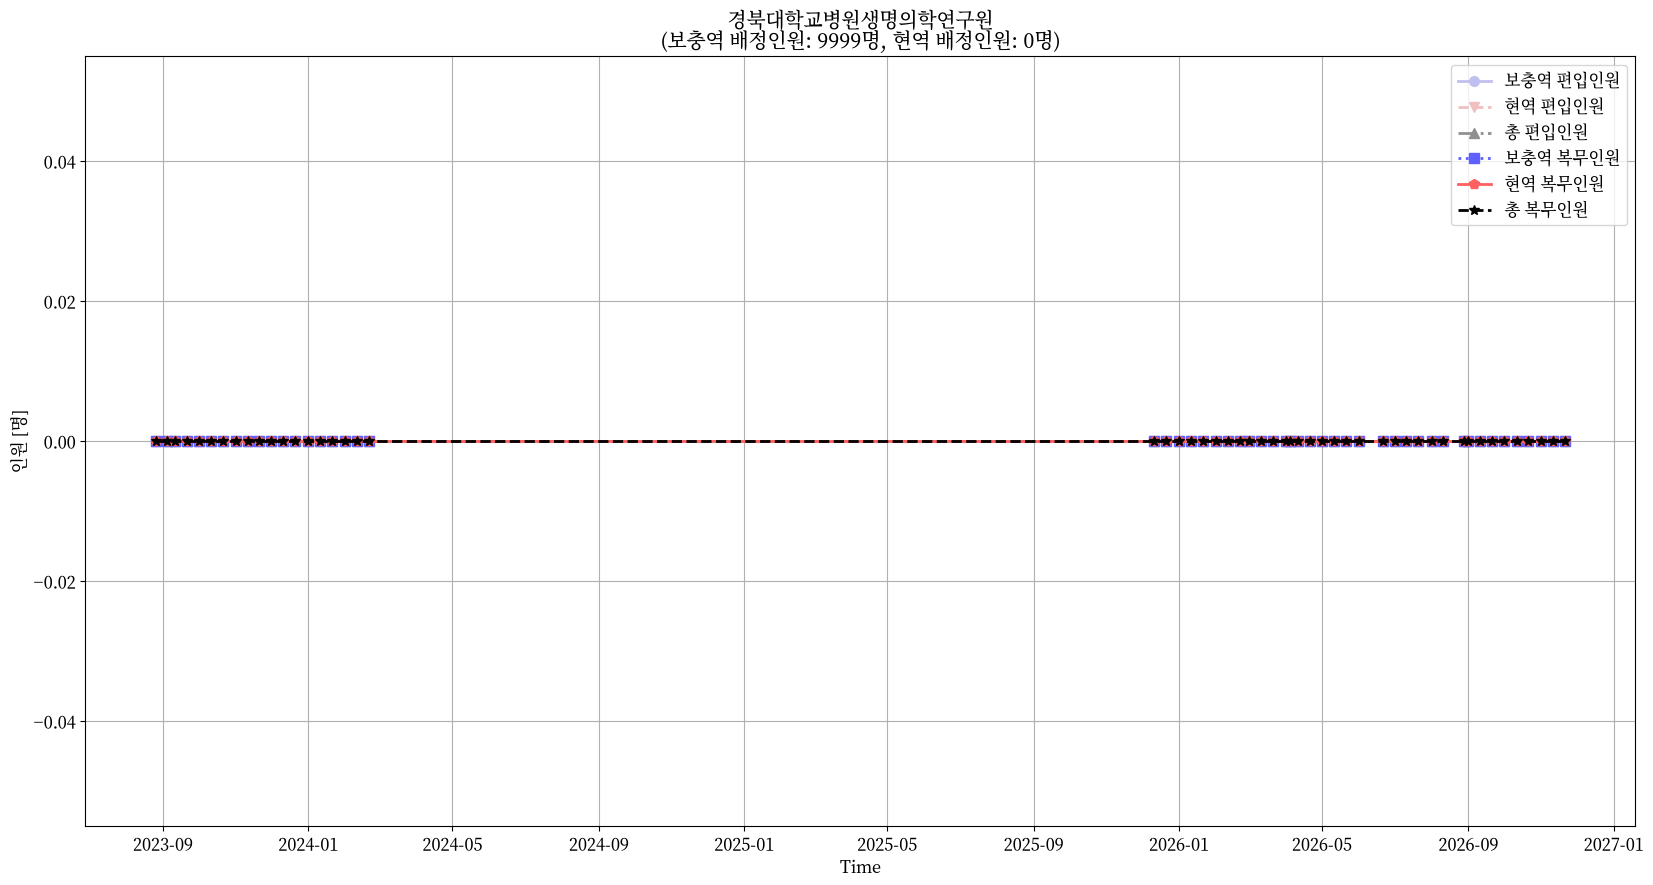 경북대학교병원생명의학연구원
(보충역 배정인원: 9999명, 현역 배정인원: 0명)
보충역 편입인원
현역 편입인원
총 편입인원
보충역 복무인원
현역 복무인원
총 복무인원
0.04
0.02
0.00
−0.02
−0.04
인원 [명]
2023-09 2024-01 2024-05 2024-09 2025-01 2025-05 2025-09 2026-01 2026-05 2026-09 2027-01
Time